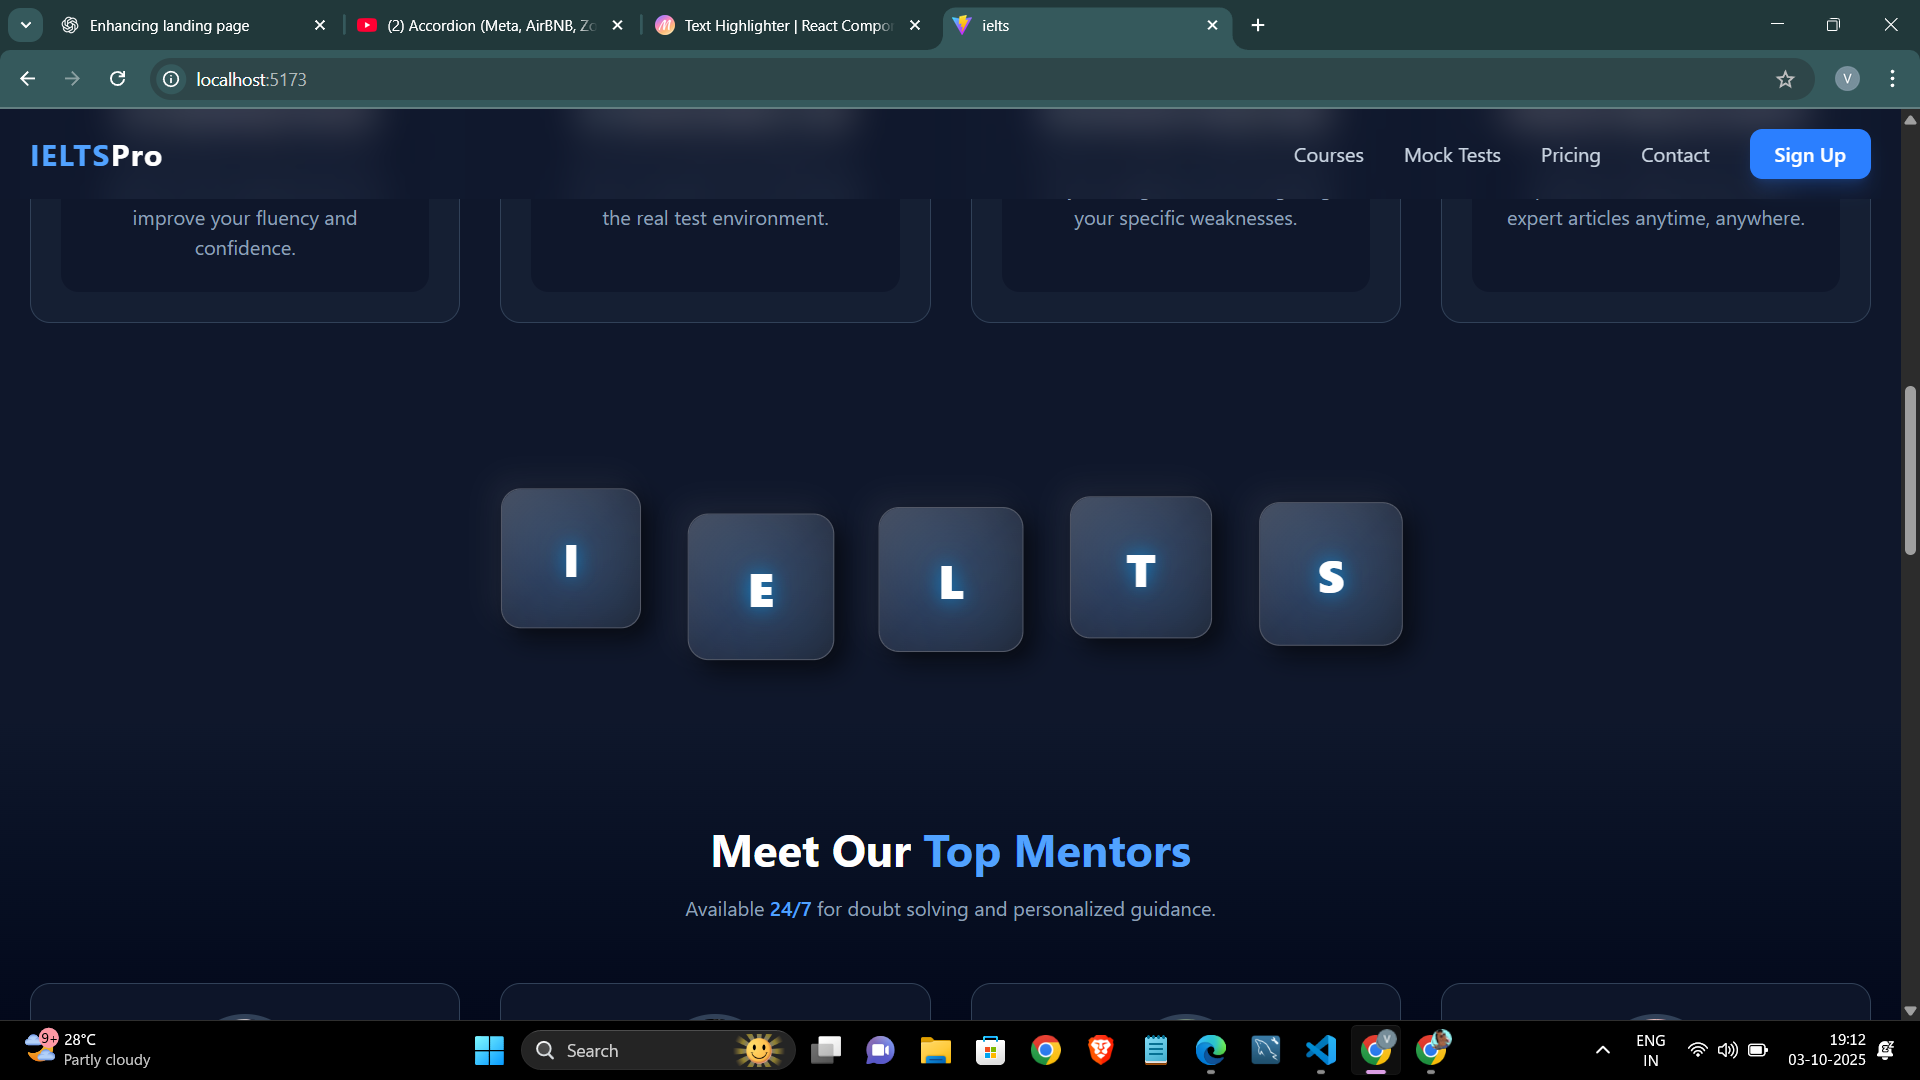 Enhancing landing page
(2) Accordion (Meta, AirBNB, Zo
Text Highlighter | React Compo
ielts
localhost:5173
V
IELTSPro
Courses
Mock Tests
Pricing
Contact
Sign Up
improve your fluency and
confidence.
the real test environment.
your specific weaknesses.
expert articles anytime, anywhere.
I
E
L
T
S
Meet Our Top Mentors
Available 24/7 for doubt solving and personalized guidance.
9+
28°C
Partly cloudy
Search
V
ENG
IN
19:12
03-10-2025